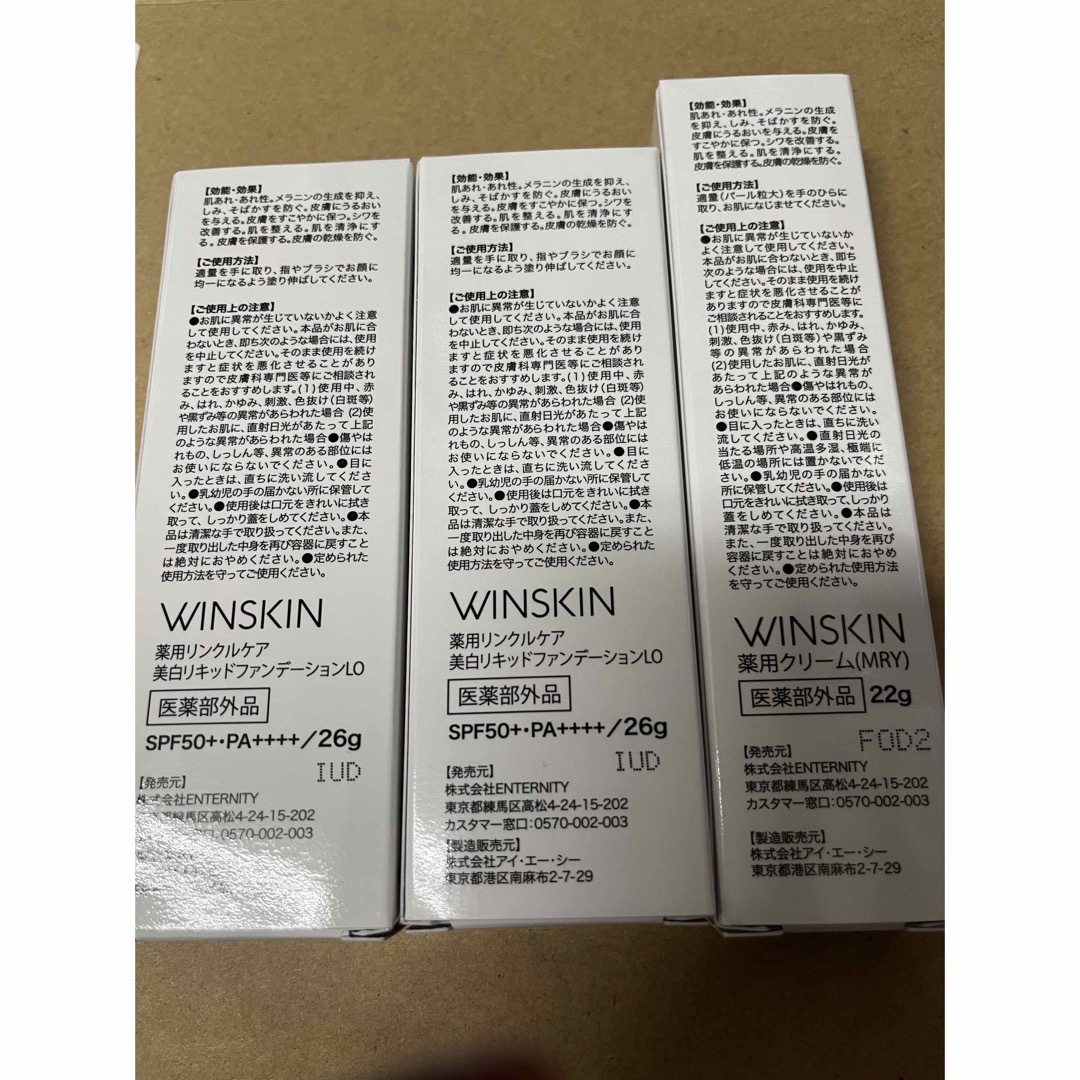 【効能・効果】
肌あれ・あれ性。メラニンの生成を抑え、
しみ、そばかすを防ぐ。皮膚にうるおい
を与える。皮膚をすこやかに保つ。シワを
改善する。肌を整える。肌を清浄にす
る。皮膚を保護する。皮膚の乾燥を防ぐ。
【ご使用方法】
適量を手に取り、指やブラシでお顔に
均一になるよう塗り伸ばしてください。
【ご使用上の注意】
●お肌に異常が生じていないかよく注意
して使用してください。本品がお肌に合
わないとき、即ち次のような場合には、使用
を中止してください。そのまま使用を続け
ますと症状を悪化させることがあり
ますので皮膚科専門医等にご相談され
ることをおすすめします。(1)使用中、赤
み、はれ、かゆみ、刺激、色抜け(白斑等)
や黒ずみ等の異常があらわれた場合 (2)使
用したお肌に、直射日光があたって上記
のような異常があらわれた場合●傷やは
れもの、しっしん等、異常のある部位には
お使いにならないでください。●目に
入ったときは、直ちに洗い流してくださ
い。●乳幼児の手の届かない所に保管して
ください。●使用後は口元をきれいに拭き
取って、しっかり蓋をしめてください。●本
品は清潔な手で取り扱ってください。また、
一度取り出した中身を再び容器に戻すこと
は絶対におやめください。●定められた
使用方法を守ってご使用ください。
WINSKIN
薬用リンクルケア
美白リキッドファンデーションLO
医薬部外品
SPF50+・PA++++/26g
IUD
【発売元】
株式会社ENTERNITY
練馬区高松4-24-15-202
0570-002-003
【効能・効果】
肌あれ・あれ性。メラニンの生成を抑え、
しみ、そばかすを防ぐ。皮膚にうるおい
を与える。皮膚をすこやかに保つ。シワを
改善する。肌を整える。肌を清浄にす
る。皮膚を保護する。皮膚の乾燥を防ぐ。
【ご使用方法】
適量を手に取り、指やブラシでお顔に
均一になるよう塗り伸ばしてください。
【ご使用上の注意】
●お肌に異常が生じていないかよく注意
して使用してください。本品がお肌に合
わないとき、即ち次のような場合には、使用
を中止してください。そのまま使用を続け
ますと症状を悪化させることがあり
ますので皮膚科専門医等にご相談され
ることをおすすめします。(1)使用中、赤
み、はれ、かゆみ、刺激、色抜け(白斑等)
や黒ずみ等の異常があらわれた場合 (2)使
用したお肌に、直射日光があたって上記
のような異常があらわれた場合●傷やは
れもの、しっしん等、異常のある部位には
お使いにならないでください。●目に
入ったときは、直ちに洗い流してくださ
い。●乳幼児の手の届かない所に保管して
ください。●使用後は口元をきれいに拭き
取って、しっかり蓋をしめてください。●本
品は清潔な手で取り扱ってください。また、
一度取り出した中身を再び容器に戻すこと
は絶対におやめください。●定められた
使用方法を守ってご使用ください。
WINSKIN
薬用リンクルケア
美白リキッドファンデーションLO
医薬部外品
SPF50+・PA++++/26g
IUD
【発売元】
株式会社ENTERNITY
東京都練馬区高松4-24-15-202
カスタマー窓口:0570-002-003
【製造販売元】
株式会社アイ・エー・シー
東京都港区南麻布2-7-29
【効能・効果】
肌あれ・あれ性。メラニンの生成
を抑え、しみ、そばかすを防ぐ。
皮膚にうるおいを与える。皮膚を
すこやかに保つ。シワを改善する。
肌を整える。肌を清浄にする。
皮膚を保護する。皮膚の乾燥を防ぐ。
【ご使用方法】
適量(パール粒大)を手のひらに
取り、お肌になじませてください。
【ご使用上の注意】
●お肌に異常が生じていないか
よく注意して使用してください。
本品がお肌に合わないとき、即ち
次のような場合には、使用を中止
してください。そのまま使用を続け
ますと症状を悪化させることが
ありますので皮膚科専門医等に
ご相談されることをおすすめします。
(1)使用中、赤み、はれ、かゆみ、
刺激、色抜け(白斑等)や黒ずみ
等の異常があらわれた場合
(2)使用したお肌に、直射日光が
あたって上記のような異常が
あらわれた場合●傷やはれもの、
しっしん等、異常のある部位には
お使いにならないでください。
●目に入ったときは、直ちに洗い
流してください。●直射日光の
当たる場所や高温多湿、極端に
低温の場所には置かないでくだ
さい。●乳幼児の手の届かない
所に保管してください。●使用後は
口元をきれいに拭き取って、しっかり
蓋をしめてください。●本品は
清潔な手で取り扱ってください。
また、一度取り出した中身を再び
容器に戻すことは絶対におやめ
ください。●定められた使用方法
を守ってご使用ください。
WINSKIN
薬用クリーム(MRY)
医薬部外品 22g
FOD2
【発売元】
株式会社ENTERNITY
東京都練馬区高松4-24-15-202
カスタマー窓口:0570-002-003
【製造販売元】
株式会社アイ・エー・シー
東京都港区南麻布2-7-29